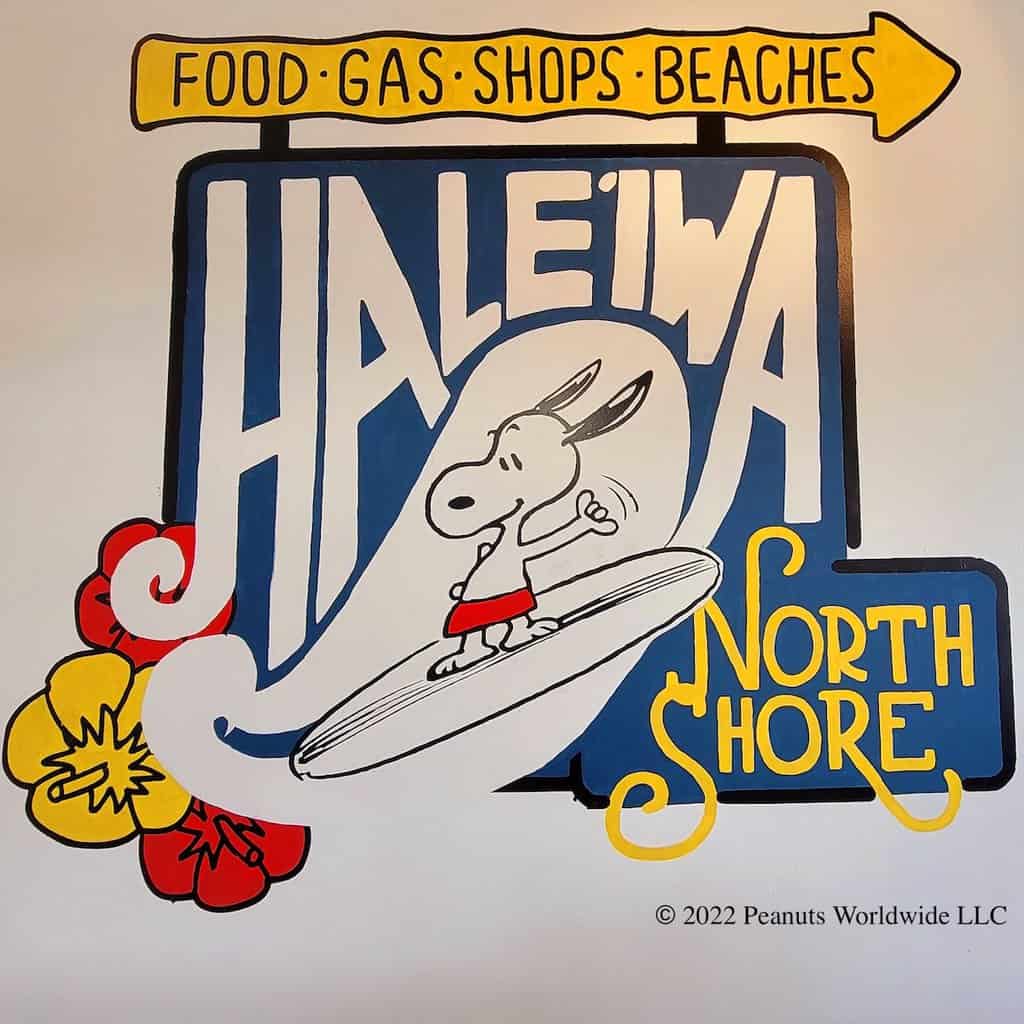 FOOD·GAS·SHOPS·BEACHES
HALE'IWA
NORTH
SHORE
© 2022 Peanuts Worldwide LLC